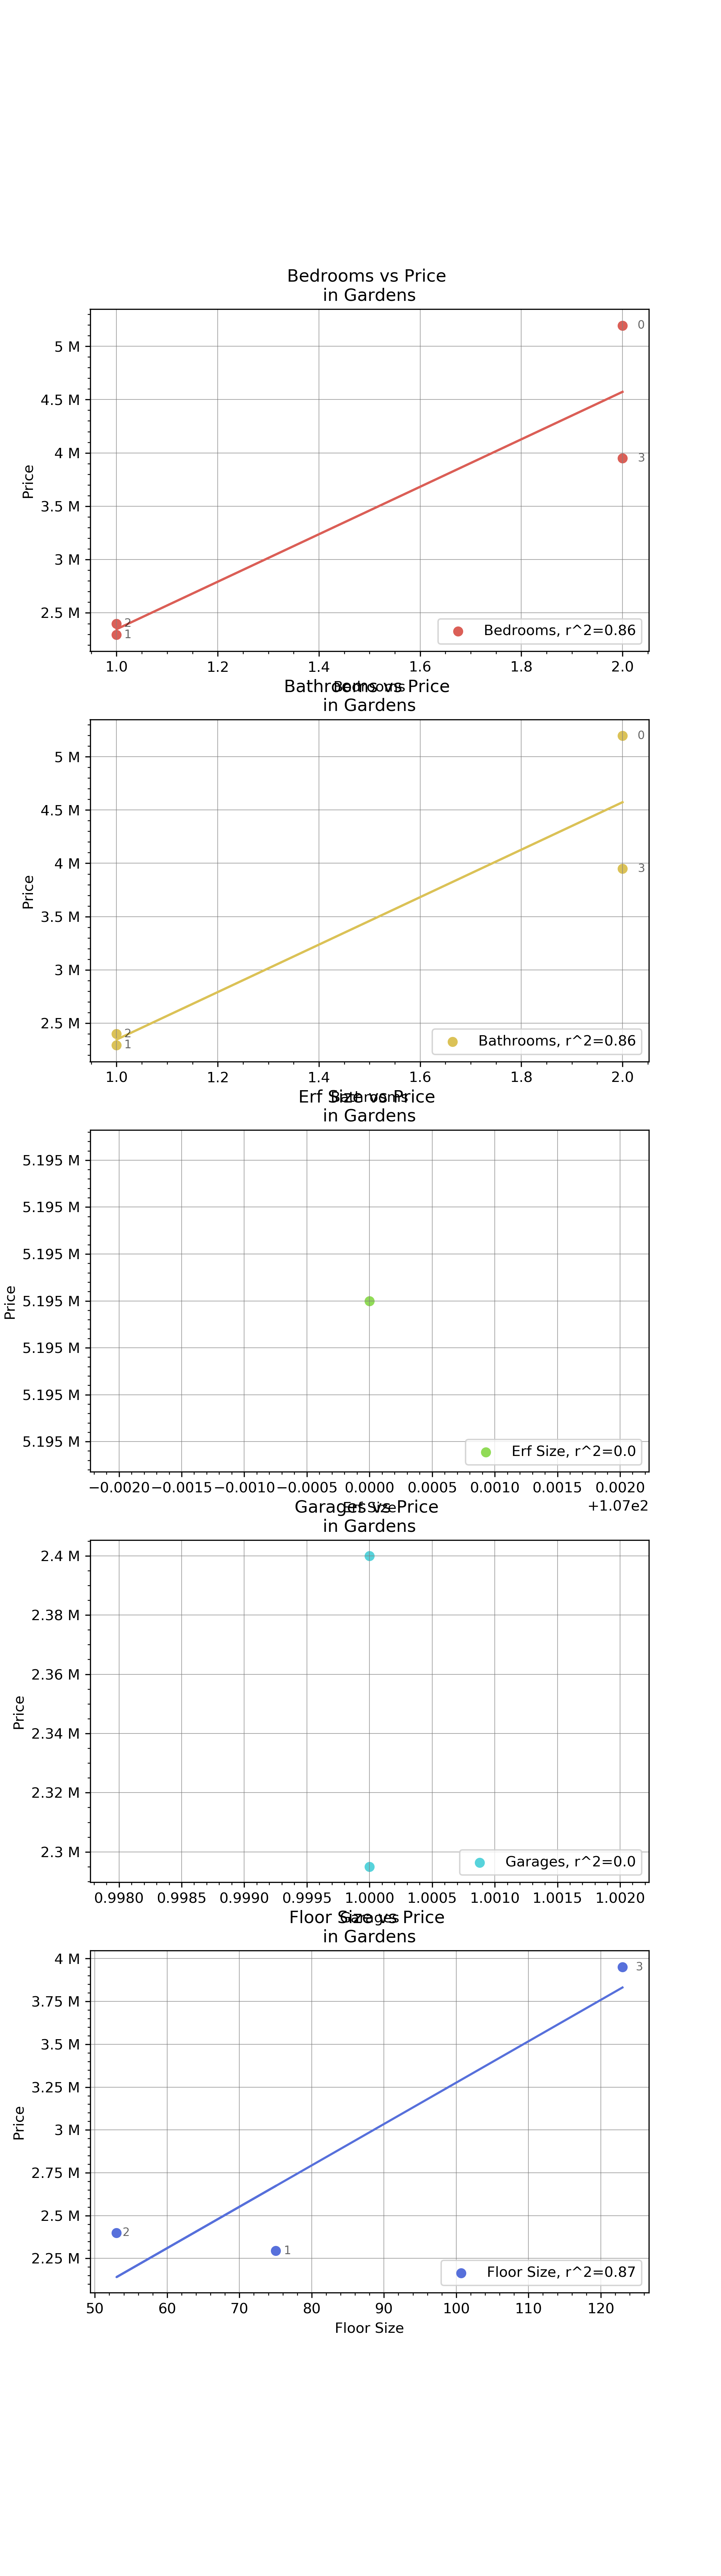 Bedrooms vs Price
in Gardens
0
5 M
4.5 M
4 M
3
3.5 M
Price
3 M
2.5 M
2
1
Bedrooms, r^2=0.86
1.0 1.2 1.4 1.6 1.8 2.0
Bedrooms
Bathrooms vs Price
in Gardens
0
5 M
4.5 M
4 M
3
3.5 M
Price
3 M
2.5 M
2
1
Bathrooms, r^2=0.86
1.0 1.2 1.4 1.6 1.8 2.0
Bathrooms
Erf Size vs Price
in Gardens
5.195 M
5.195 M
5.195 M
5.195 M
Price
5.195 M
5.195 M
5.195 M
Erf Size, r^2=0.0
−0.0020 −0.0015 −0.0010 −0.0005 0.0000 0.0005 0.0010 0.0015 0.0020
+1.07e2
Erf Size
Garages vs Price
in Gardens
2.4 M
2.38 M
2.36 M
Price
2.34 M
2.32 M
2.3 M
Garages, r^2=0.0
0.9980 0.9985 0.9990 0.9995 1.0000 1.0005 1.0010 1.0015 1.0020
Garages
Floor Size vs Price
in Gardens
4 M
3
3.75 M
3.5 M
3.25 M
Price
3 M
2.75 M
2.5 M
2
2.25 M
1
Floor Size, r^2=0.87
50 60 70 80 90 100 110 120
Floor Size